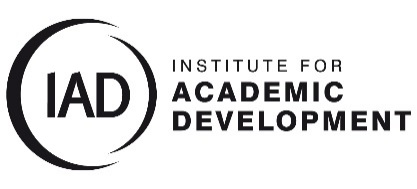 IAD
INSTITUTE FOR
ACADEMIC
DEVELOPMENT